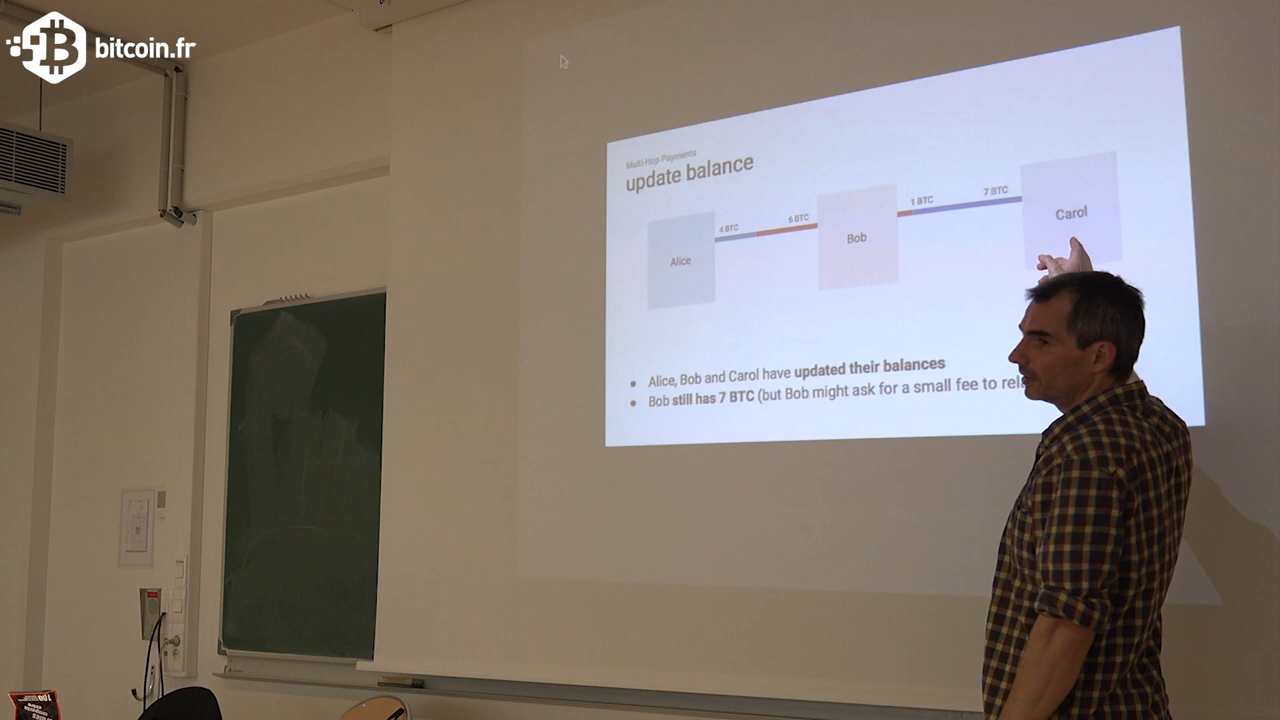 bitcoin.fr
Multi-Hop Payments
update balance
4 BTC
6 BTC
1 BTC
7 BTC
Alice
Bob
Carol
● Alice, Bob and Carol have updated their balances
● Bob still has 7 BTC (but Bob might ask for a small fee to